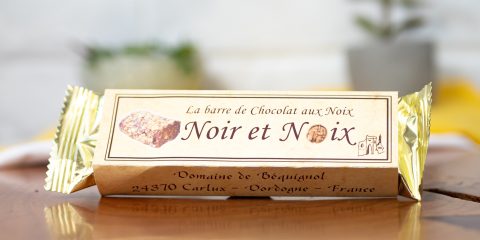 La barre de Chocolat aux Noix
Noir et Noix
Domaine de Béquignol
24370 Carlux - Dordogne - France